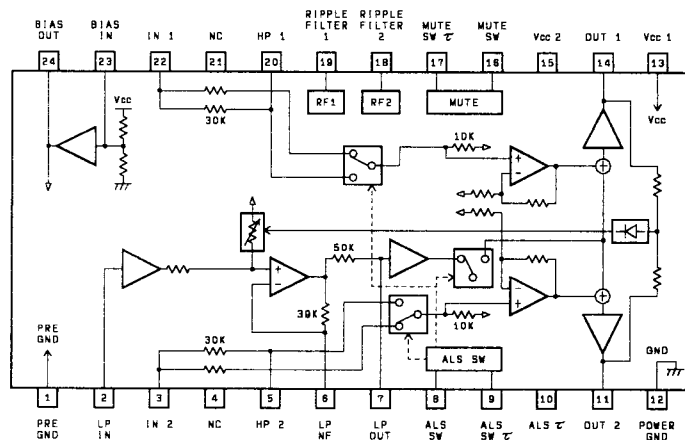 BIAS OUT
BIAS IN
IN 1
NC
HP 1
RIPPLE FILTER 1
RIPPLE FILTER 2
MUTE SW τ
MUTE SW
Vcc 2
OUT 1
Vcc 1
24
23
22
21
20
19
18
17
16
15
14
13
Vcc
30K
RF1
RF2
MUTE
Vcc
10K
50K
39K
30K
10K
PRE GND
ALS SW
GND
1
2
3
4
5
6
7
8
9
10
11
12
PRE GND
LP IN
IN 2
NC
HP 2
LP NF
LP OUT
ALS SW
ALS SW τ
ALS τ
OUT 2
POWER GND